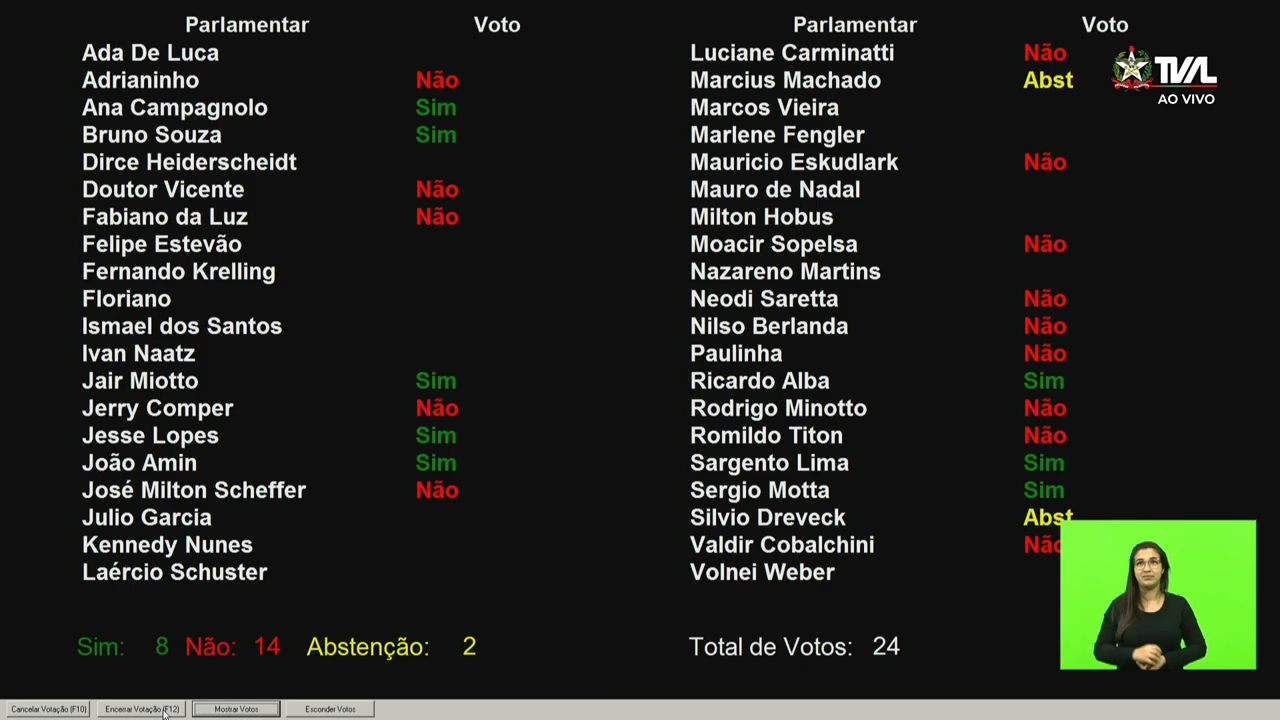 Parlamentar Voto Parlamentar Voto
Ada De Luca
Adrianinho Não
Ana Campagnolo Sim
Bruno Souza Sim
Dirce Heiderscheidt
Doutor Vicente Não
Fabiano da Luz Não
Felipe Estevão
Fernando Krelling
Floriano
Ismael dos Santos
Ivan Naatz
Jair Miotto Sim
Jerry Comper Não
Jesse Lopes Sim
João Amin Sim
José Milton Scheffer Não
Julio Garcia
Kennedy Nunes
Laércio Schuster
Luciane Carminatti Não
Marcius Machado Abst
Marcos Vieira
Marlene Fengler
Mauricio Eskudlark Não
Mauro de Nadal
Milton Hobus
Moacir Sopelsa Não
Nazareno Martins
Neodi Saretta Não
Nilso Berlanda Não
Paulinha Não
Ricardo Alba Sim
Rodrigo Minotto Não
Romildo Titon Não
Sargento Lima Sim
Sergio Motta Sim
Silvio Dreveck Abst
Valdir Cobalchini Não
Volnei Weber
TVAL
AO VIVO
Sim: 8 Não: 14 Abstenção: 2 Total de Votos: 24
Cancelar Votação (F10) Encerrar Votação (F12) Mostrar Votos Esconder Votos